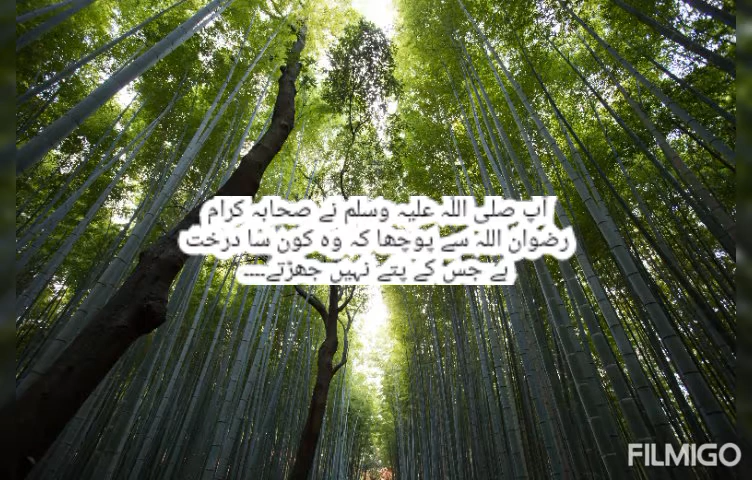 آپ صلی اللہ علیہ وسلم نے صحابہ کرام
رضوان اللہ سے پوچھا کہ وہ کون سا درخت
ہے جس کے پتے نہیں جھڑتے....
FILMIGO